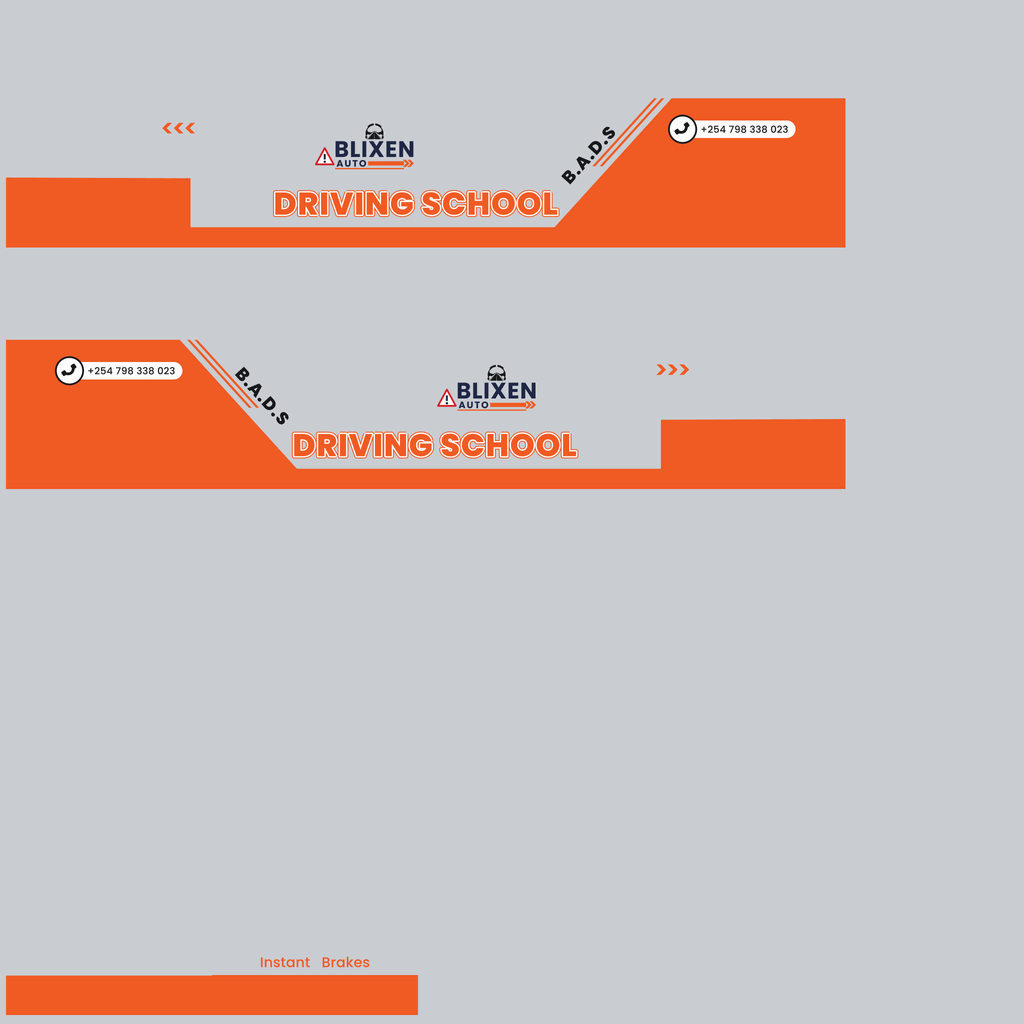 +254 798 338 023
B.A.D.S
BLIXEN
AUTO
DRIVING SCHOOL
+254 798 338 023
B.A.D.S
BLIXEN
AUTO
DRIVING SCHOOL
Instant Brakes